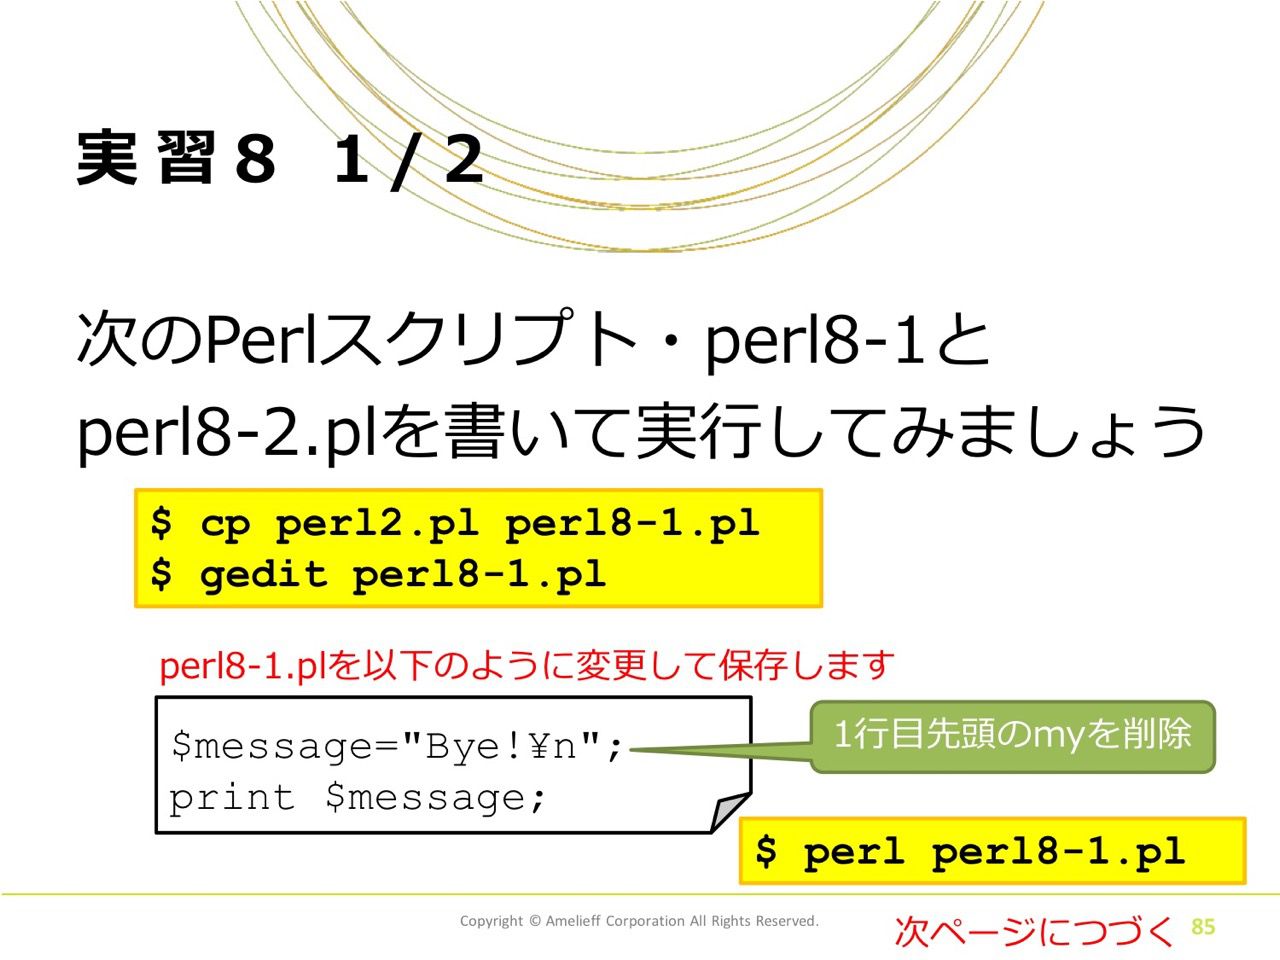 実習８ １/２
次のPerlスクリプト・perl8-1と
perl8-2.plを書いて実行してみましょう
$ cp perl2.pl perl8-1.pl
$ gedit perl8-1.pl
perl8-1.plを以下のように変更して保存します
$message="Bye!¥n";
print $message;
1行目先頭のmyを削除
$ perl perl8-1.pl
Copyright © Amelieff Corporation All Rights Reserved.
次ページにつづく
85